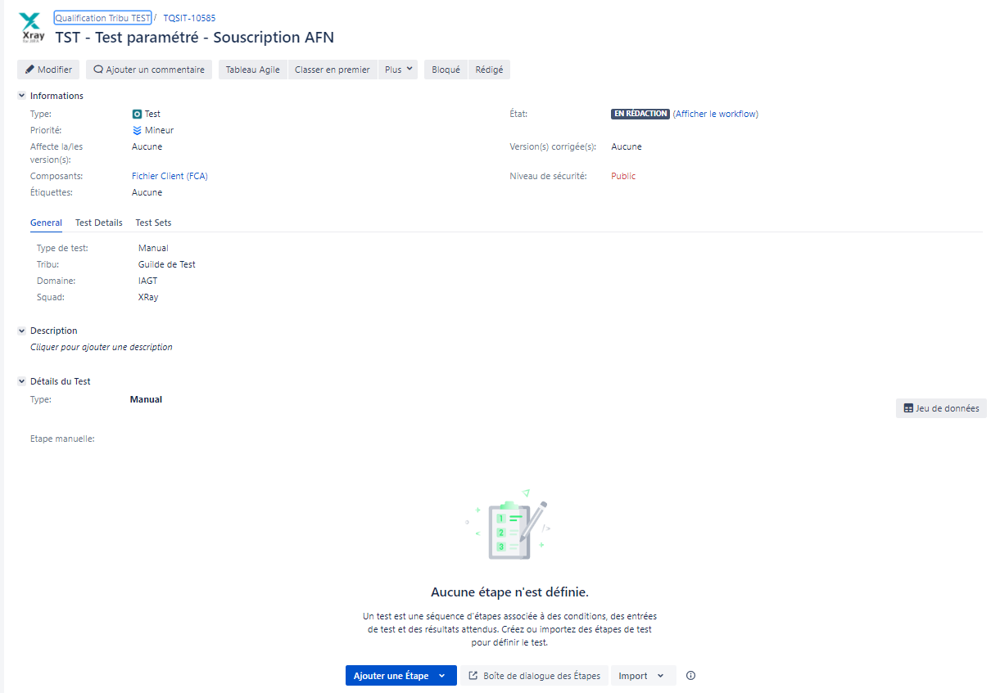 Xray
for JIRA
Qualification Tribu TEST / TQSIT-10585
TST - Test paramétré - Souscription AFN
Modifier Ajouter un commentaire Tableau Agile Classer en premier Plus Bloqué Rédigé
Informations
Type: Test État: EN RÉDACTION (Afficher le workflow)
Priorité: Mineur
Affecte la/les version(s): Aucune Version(s) corrigée(s): Aucune
Composants: Fichier Client (FCA) Niveau de sécurité: Public
Étiquettes: Aucune
General Test Details Test Sets
Type de test: Manual
Tribu: Guilde de Test
Domaine: IAGT
Squad: XRay
Description
Cliquer pour ajouter une description
Détails du Test
Type: Manual
Jeu de données
Etape manuelle:
1
2
3
Aucune étape n'est définie.
Un test est une séquence d'étapes associée à des conditions, des entrées
de test et des résultats attendus. Créez ou importez des étapes de test
pour définir le test.
Ajouter une Étape Boîte de dialogue des Étapes Import